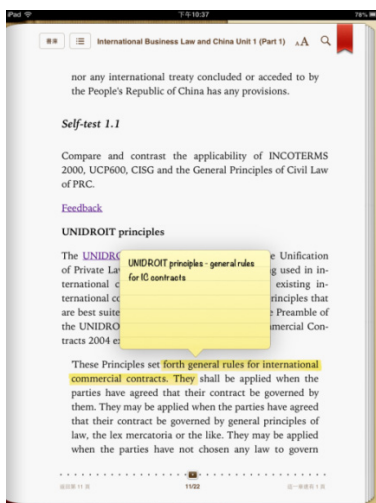 iPad 下午10:37 78%
書庫 International Business Law and China Unit 1 (Part 1) AA
nor any international treaty concluded or acceded to by
the People's Republic of China has any provisions.
Self-test 1.1
Compare and contrast the applicability of INCOTERMS
2000, UCP600, CISG and the General Principles of Civil Law
of PRC.
Feedback
UNIDROIT principles
The UNIDRO e Unification
of Private La g used in in-
ternational c existing in-
ternational co rinciples that
are best suite e Preamble of
the UNIDRO mmercial Con-
tracts 2004 e
UNIDROIT principles - general rules
for IC contracts
'These Principles set forth general rules for international
commercial contracts. They shall be applied when the
parties have agreed that their contract be governed by
them. They may be applied when the parties have agreed
that their contract be governed by general principles of
law, the lex mercatoria or the like. They may be applied
when the parties have not chosen any law to govern
11/22